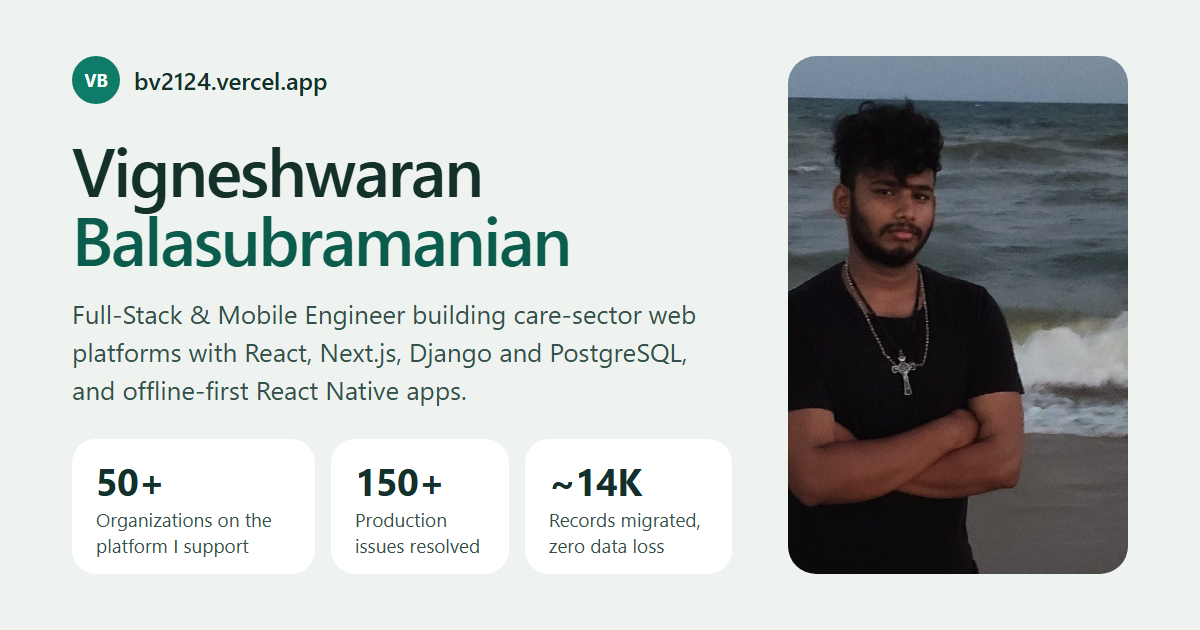 VB
bv2124.vercel.app
Vigneshwaran
Balasubramanian
Full-Stack & Mobile Engineer building care-sector web
platforms with React, Next.js, Django and PostgreSQL,
and offline-first React Native apps.
50+
Organizations on the
platform I support
150+
Production
issues resolved
~14K
Records migrated,
zero data loss